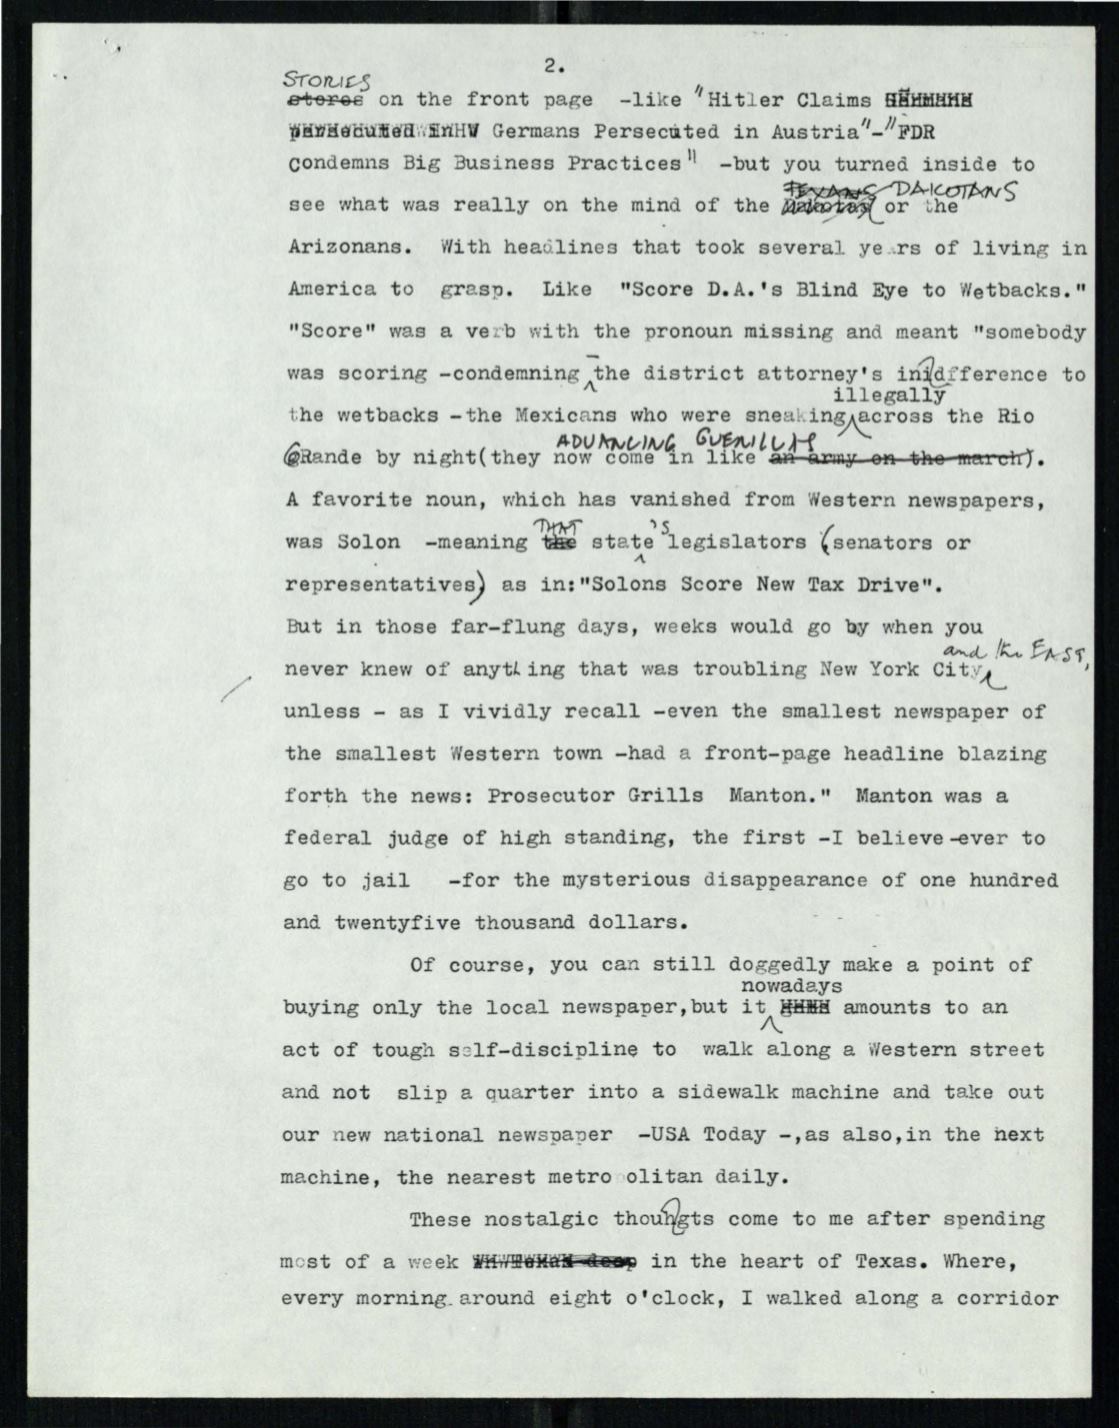 2.
STORIES
stores on the front page -like "Hitler Claims
persecuted in Germans Persecuted in Austria"-"FDR
condemns Big Business Practices" -but you turned inside to
TEXANS DAKOTANS
see what was really on the mind of the or the
Arizonans. With headlines that took several years of living in
America to grasp. Like "Score D.A.'s Blind Eye to Wetbacks."
"Score" was a verb with the pronoun missing and meant "somebody
was scoring -condemning - the district attorney's inidfference to
illegally
the wetbacks -the Mexicans who were sneaking across the Rio
ADVANCING GUERILLAS
GRande by night(they now come in like an army on the march).
A favorite noun, which has vanished from Western newspapers,
THAT 'S
was Solon -meaning the state legislators (senators or
representatives) as in:"Solons Score New Tax Drive".
But in those far-flung days, weeks would go by when you
and the EAST,
never knew of anything that was troubling New York City,
unless - as I vividly recall -even the smallest newspaper of
the smallest Western town -had a front-page headline blazing
forth the news: Prosecutor Grills Manton." Manton was a
federal judge of high standing, the first -I believe-ever to
go to jail -for the mysterious disappearance of one hundred
and twentyfive thousand dollars.
Of course, you can still doggedly make a point of
nowadays
buying only the local newspaper,but it amounts to an
act of tough self-discipline to walk along a Western street
and not slip a quarter into a sidewalk machine and take out
our new national newspaper -USA Today -,as also,in the next
machine, the nearest metro olitan daily.
These nostalgic thouhgts come to me after spending
most of a week deep in the heart of Texas. Where,
every morning around eight o'clock, I walked along a corridor